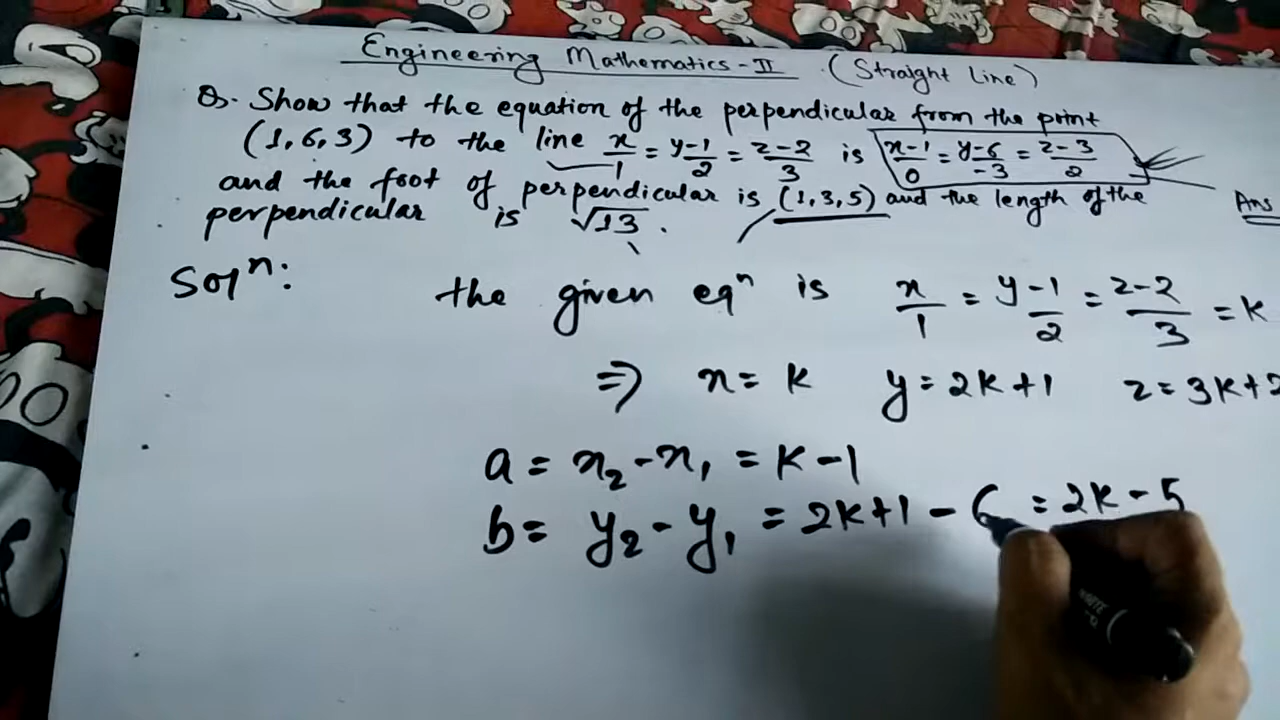 Engineering Mathematics-II (Straight Line)
Q. Show that the equation of the perpendicular from the point
(1,6,3) to the line x/1 = y-1/2 = z-2/3 is x-1/0 = y-6/-3 = z-3/2
and the foot of perpendicular is (1,3,5) and the length of the
perpendicular is √13.
Ans
Solⁿ: the given eqⁿ is x/1 = y-1/2 = z-2/3 = k
⇒ x = k y = 2k+1 z = 3k+2
a = x₂-x₁ = k-1
b = y₂-y₁ = 2k+1-6 = 2k-5